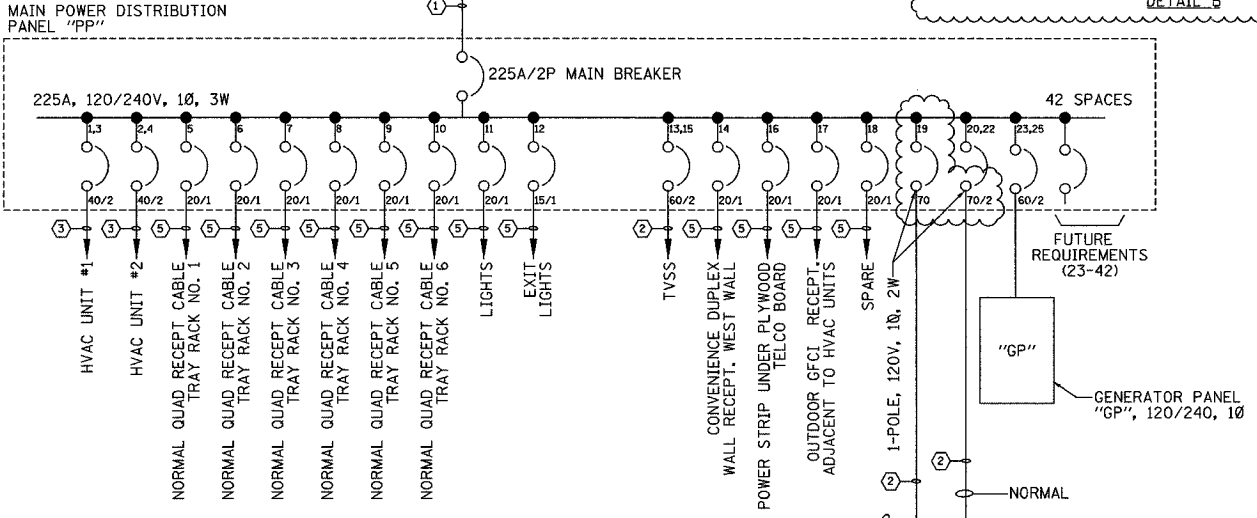 MAIN POWER DISTRIBUTION
PANEL "PP"
1
DETAIL B
225A/2P MAIN BREAKER
225A, 120/240V, 1Ø, 3W
42 SPACES
1,3
2,4
5
6
7
8
9
10
11
12
13,15
14
16
17
18
19
20,22
23,25
40/2
40/2
20/1
20/1
20/1
20/1
20/1
20/1
20/1
15/1
60/2
20/1
20/1
20/1
20/1
70
70/2
60/2
3
3
5
5
5
5
5
5
5
5
2
5
5
5
5
FUTURE
REQUIREMENTS
(23-42)
HVAC UNIT #1
HVAC UNIT #2
NORMAL QUAD RECEPT CABLE
TRAY RACK NO. 1
NORMAL QUAD RECEPT CABLE
TRAY RACK NO. 2
NORMAL QUAD RECEPT CABLE
TRAY RACK NO. 3
NORMAL QUAD RECEPT CABLE
TRAY RACK NO. 4
NORMAL QUAD RECEPT CABLE
TRAY RACK NO. 5
NORMAL QUAD RECEPT CABLE
TRAY RACK NO. 6
LIGHTS
EXIT
LIGHTS
TVSS
CONVENIENCE DUPLEX
WALL RECEPT. WEST WALL
POWER STRIP UNDER PLYWOOD
TELCO BOARD
OUTDOOR GFCI RECEPT.
ADJACENT TO HVAC UNITS
SPARE
1-POLE, 120V, 1Ø, 2W
"GP"
GENERATOR PANEL
"GP", 120/240, 1Ø
2
2
NORMAL